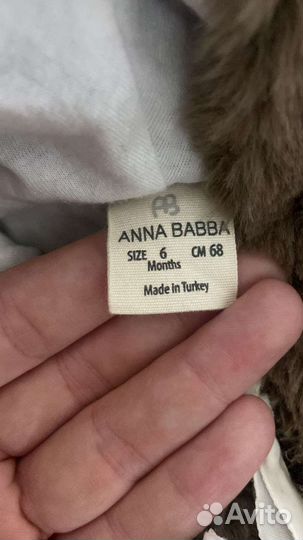 AB
ANNA BABBA
SIZE 6 CM 68
Months
Made in Turkey
Avito